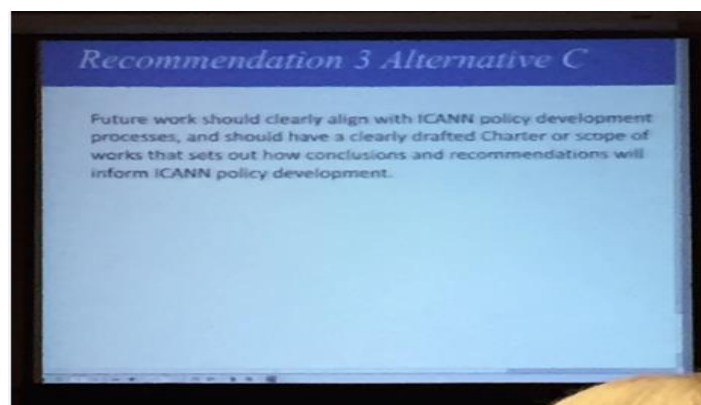 Recommendation 3 Alternative C
Future work should clearly align with ICANN policy development
processes, and should have a clearly drafted Charter or scope of
works that sets out how conclusions and recommendations will
inform ICANN policy development.